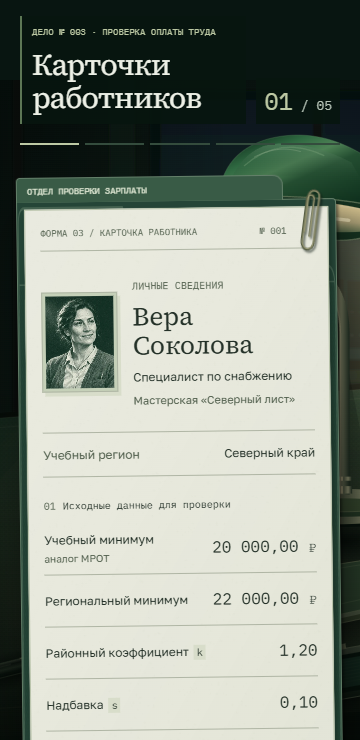 ДЕЛО № 003 · ПРОВЕРКА ОПЛАТЫ ТРУДА
Карточки
работников
01 / 05
ОТДЕЛ ПРОВЕРКИ ЗАРПЛАТЫ
ФОРМА 03 / КАРТОЧКА РАБОТНИКА
№ 001
ЛИЧНЫЕ СВЕДЕНИЯ
Вера
Соколова
Специалист по снабжению
Мастерская «Северный лист»
Учебный регион Северный край
01 Исходные данные для проверки
Учебный минимум 20 000,00 ₽
аналог МРОТ
Региональный минимум 22 000,00 ₽
Районный коэффициент k 1,20
Надбавка s 0,10